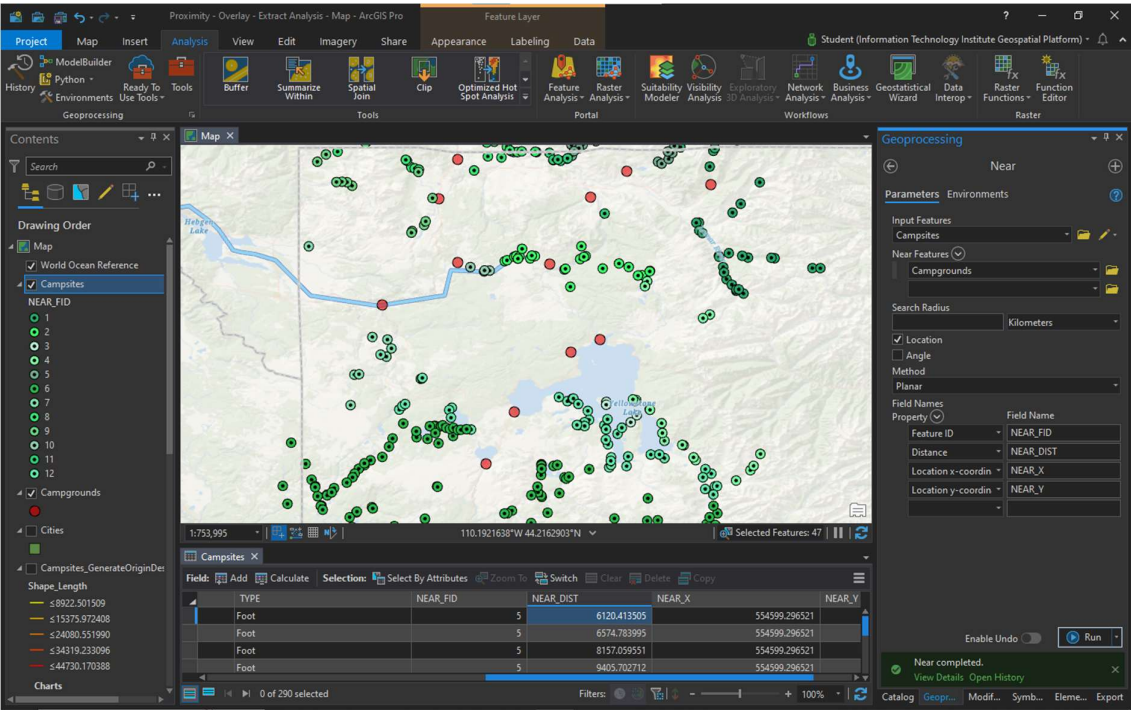 Proximity - Overlay - Extract Analysis - Map - ArcGIS Pro
Feature Layer
?
Project Map Insert Analysis View Edit Imagery Share Appearance Labeling Data
Student (Information Technology Institute Geospatial Platform)
History
ModelBuilder
Python
Environments
Ready To Use Tools
Tools
Geoprocessing
Buffer
Summarize Within
Spatial Join
Clip
Optimized Hot Spot Analysis
Tools
Feature Analysis
Raster Analysis
Portal
Suitability Modeler
Visibility Analysis
Exploratory 3D Analysis
Network Analysis
Business Analysis
Geostatistical Wizard
Data Interop
Workflows
Raster Functions
Function Editor
Raster
Contents
Search
Drawing Order
Map
World Ocean Reference
Campsites
NEAR_FID
1
2
3
4
5
6
7
8
9
10
11
12
Campgrounds
Cities
Campsites_GenerateOriginDes
Shape_Length
≤8922.501509
≤15375.972408
≤24080.551990
≤34319.233096
≤44730.170388
Charts
Map
Hebgen
Lake
Yellowstone
Lake
1:753,995
110.1921638°W 44.2162903°N
Selected Features: 47
Campsites
Field: Add Calculate Selection: Select By Attributes Zoom To Switch Clear Delete Copy
TYPE NEAR_FID NEAR_DIST NEAR_X NEAR_Y
Foot 5 6120.413505 554599.296521
Foot 5 6574.783995 554599.296521
Foot 5 8157.059551 554599.296521
Foot 5 9405.702712 554599.296521
0 of 290 selected
Filters:
100%
Geoprocessing
Near
Parameters Environments
?
Input Features
Campsites
Near Features
Campgrounds
Search Radius
Kilometers
Location
Angle
Method
Planar
Field Names
Property Field Name
Feature ID NEAR_FID
Distance NEAR_DIST
Location x-coordin NEAR_X
Location y-coordin NEAR_Y
Enable Undo
Run
Near completed.
View Details Open History
Catalog Geopr... Modif... Symb... Eleme... Export